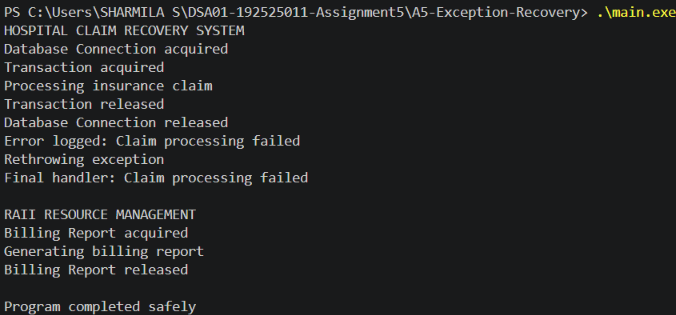 PS C:\Users\SHARMILA S\DSA01-192525011-Assignment5\A5-Exception-Recovery> .\main.exe
HOSPITAL CLAIM RECOVERY SYSTEM
Database Connection acquired
Transaction acquired
Processing insurance claim
Transaction released
Database Connection released
Error logged: Claim processing failed
Rethrowing exception
Final handler: Claim processing failed

RAII RESOURCE MANAGEMENT
Billing Report acquired
Generating billing report
Billing Report released

Program completed safely